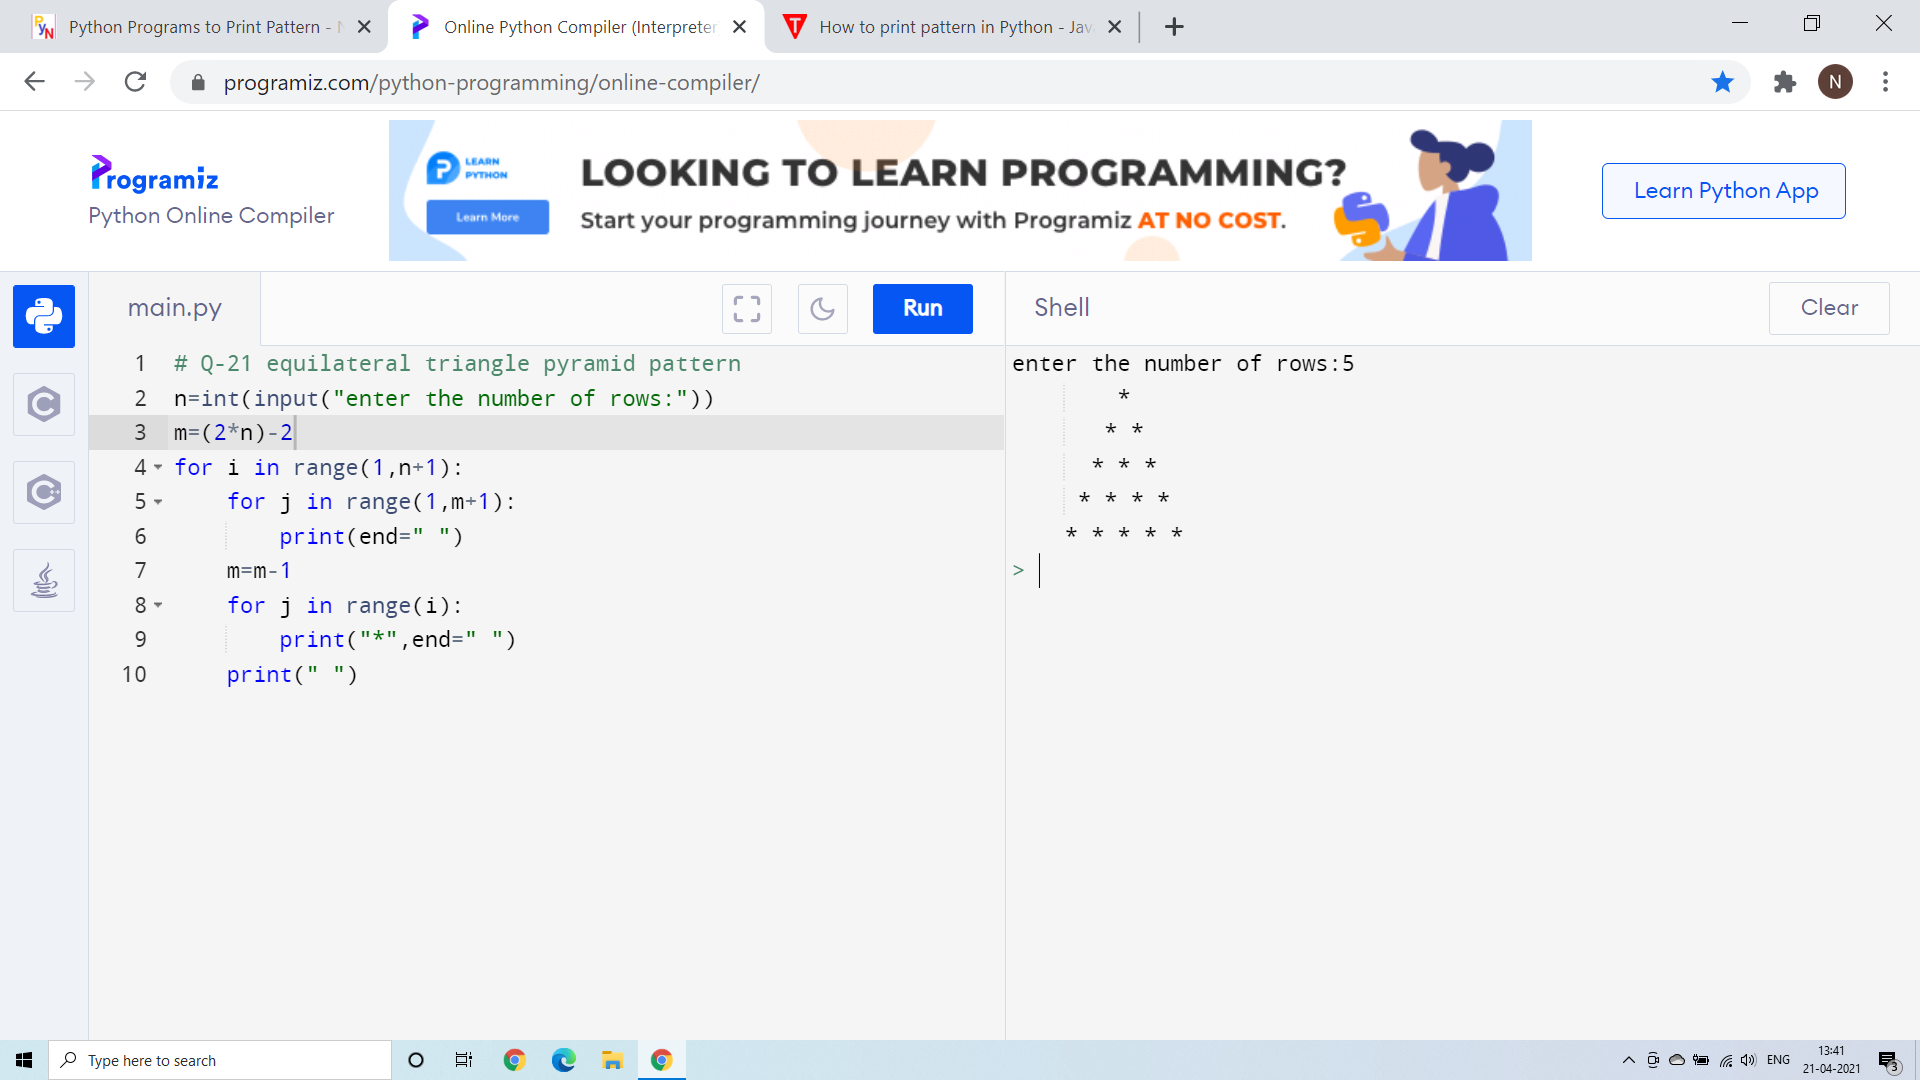 Python Programs to Print Pattern -
Online Python Compiler (Interpreter
How to print pattern in Python - Jav
programiz.com/python-programming/online-compiler/
N
Programiz
Python Online Compiler
LEARN
PYTHON
Learn More
LOOKING TO LEARN PROGRAMMING?
Start your programming journey with Programiz AT NO COST.
Learn Python App
main.py
Run
Shell
Clear
1 # Q-21 equilateral triangle pyramid pattern
2 n=int(input("enter the number of rows:"))
3 m=(2*n)-2
4 for i in range(1,n+1):
5     for j in range(1,m+1):
6         print(end=" ")
7     m=m-1
8     for j in range(i):
9         print("*",end=" ")
10     print(" ")
enter the number of rows:5
        *
       * *
      * * *
     * * * *
    * * * * *
>
Type here to search
ENG
13:41
21-04-2021
3